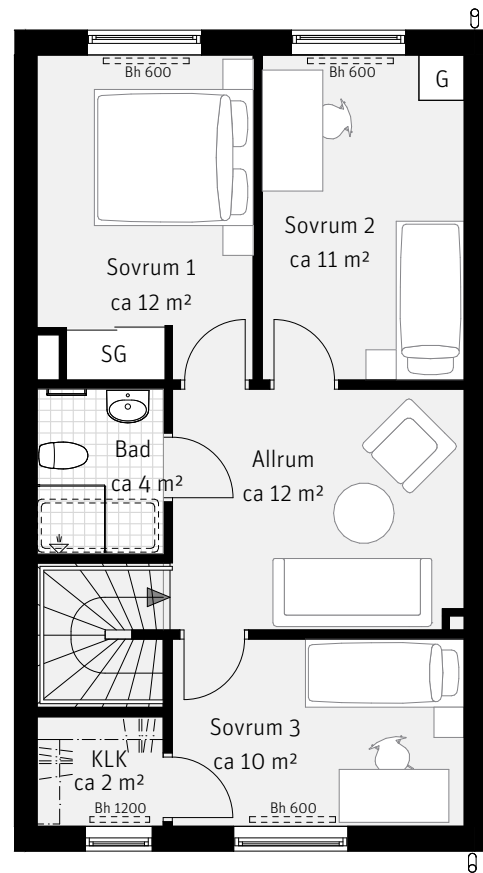 Bh 600
Bh 600
G
Sovrum 2
ca 11 m²
Sovrum 1
ca 12 m²
SG
Bad
ca 4 m²
Allrum
ca 12 m²
Sovrum 3
ca 10 m²
KLK
ca 2 m²
Bh 1200
Bh 600